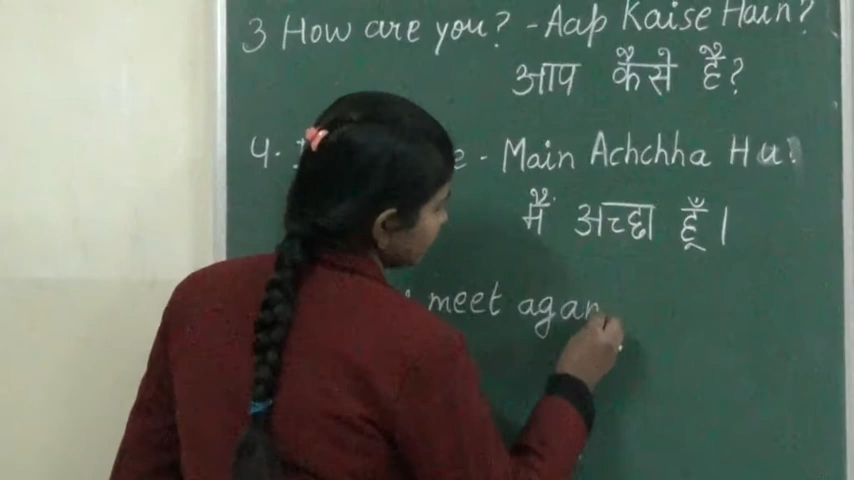 3 How are you? - Aap Kaise Hain?
आप कैसे हैं?
4. - Main Achchha Hu.
मैं अच्छा हूँ।
meet agar